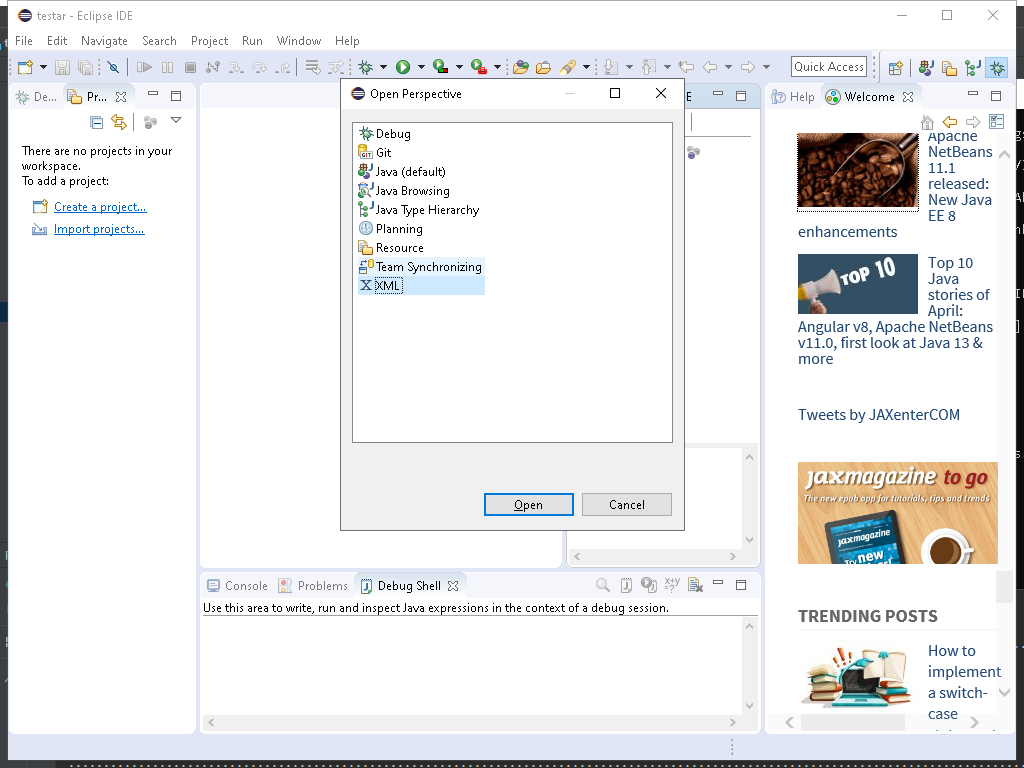 testar - Eclipse IDE
File Edit Navigate Search Project Run Window Help
Quick Access
De... Pr...
There are no projects in your
workspace.
To add a project:
Create a project...
Import projects...
Open Perspective
Debug
Git
Java (default)
Java Browsing
Java Type Hierarchy
Planning
Resource
Team Synchronizing
XML
Open Cancel
E
Console Problems Debug Shell
Use this area to write, run and inspect Java expressions in the context of a debug session.
Help Welcome
Apache
NetBeans
11.1
released:
New Java
EE 8
enhancements
TOP 10
Top 10
Java
stories of
April:
Angular v8, Apache NetBeans
v11.0, first look at Java 13 &
more
Tweets by JAXenterCOM
jaxmagazine to go
The new epub app for tutorials, tips and trends
jaxmagazine
Try new
TRENDING POSTS
How to
implement
a switch-
case